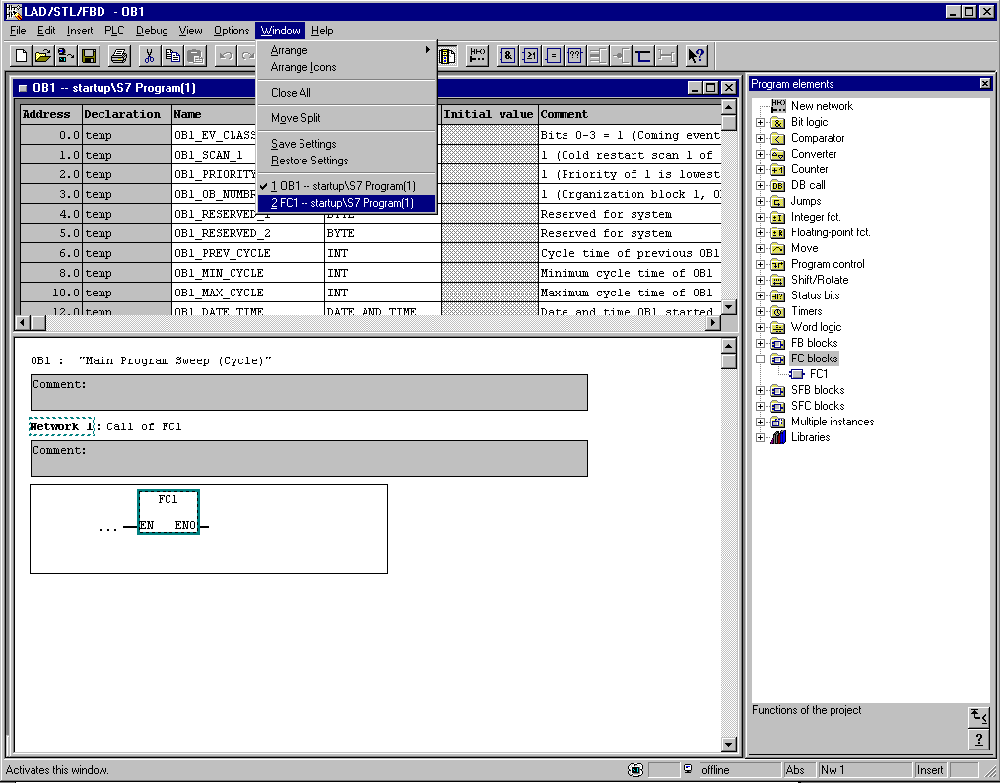 LAD/STL/FBD - OB1
File Edit Insert PLC Debug View Options Window Help
Arrange
Arrange Icons
Close All
Move Split
Save Settings
Restore Settings
1 OB1 -- startup\S7 Program(1)
2 FC1 -- startup\S7 Program(1)
OB1 -- startup\S7 Program(1)
Address Declaration Name Initial value Comment
0.0 temp OB1_EV_CLASS Bits 0-3 = 1 (Coming event
1.0 temp OB1_SCAN_1 1 (Cold restart scan 1 of
2.0 temp OB1_PRIORITY 1 (Priority of 1 is lowest
3.0 temp OB1_OB_NUMBR 1 (Organization block 1, O
4.0 temp OB1_RESERVED_1 BYTE Reserved for system
5.0 temp OB1_RESERVED_2 BYTE Reserved for system
6.0 temp OB1_PREV_CYCLE INT Cycle time of previous OB1
8.0 temp OB1_MIN_CYCLE INT Minimum cycle time of OB1
10.0 temp OB1_MAX_CYCLE INT Maximum cycle time of OB1
12.0 temp OB1_DATE_TIME DATE_AND_TIME Date and time OB1 started
OB1 : "Main Program Sweep (Cycle)"
Comment:
Network 1: Call of FC1
Comment:
FC1
... EN ENO
Program elements
New network
Bit logic
Comparator
Converter
Counter
DB call
Jumps
Integer fct.
Floating-point fct.
Move
Program control
Shift/Rotate
Status bits
Timers
Word logic
FB blocks
FC blocks
FC1
SFB blocks
SFC blocks
Multiple instances
Libraries
Functions of the project
Activates this window. offline Abs Nw 1 Insert